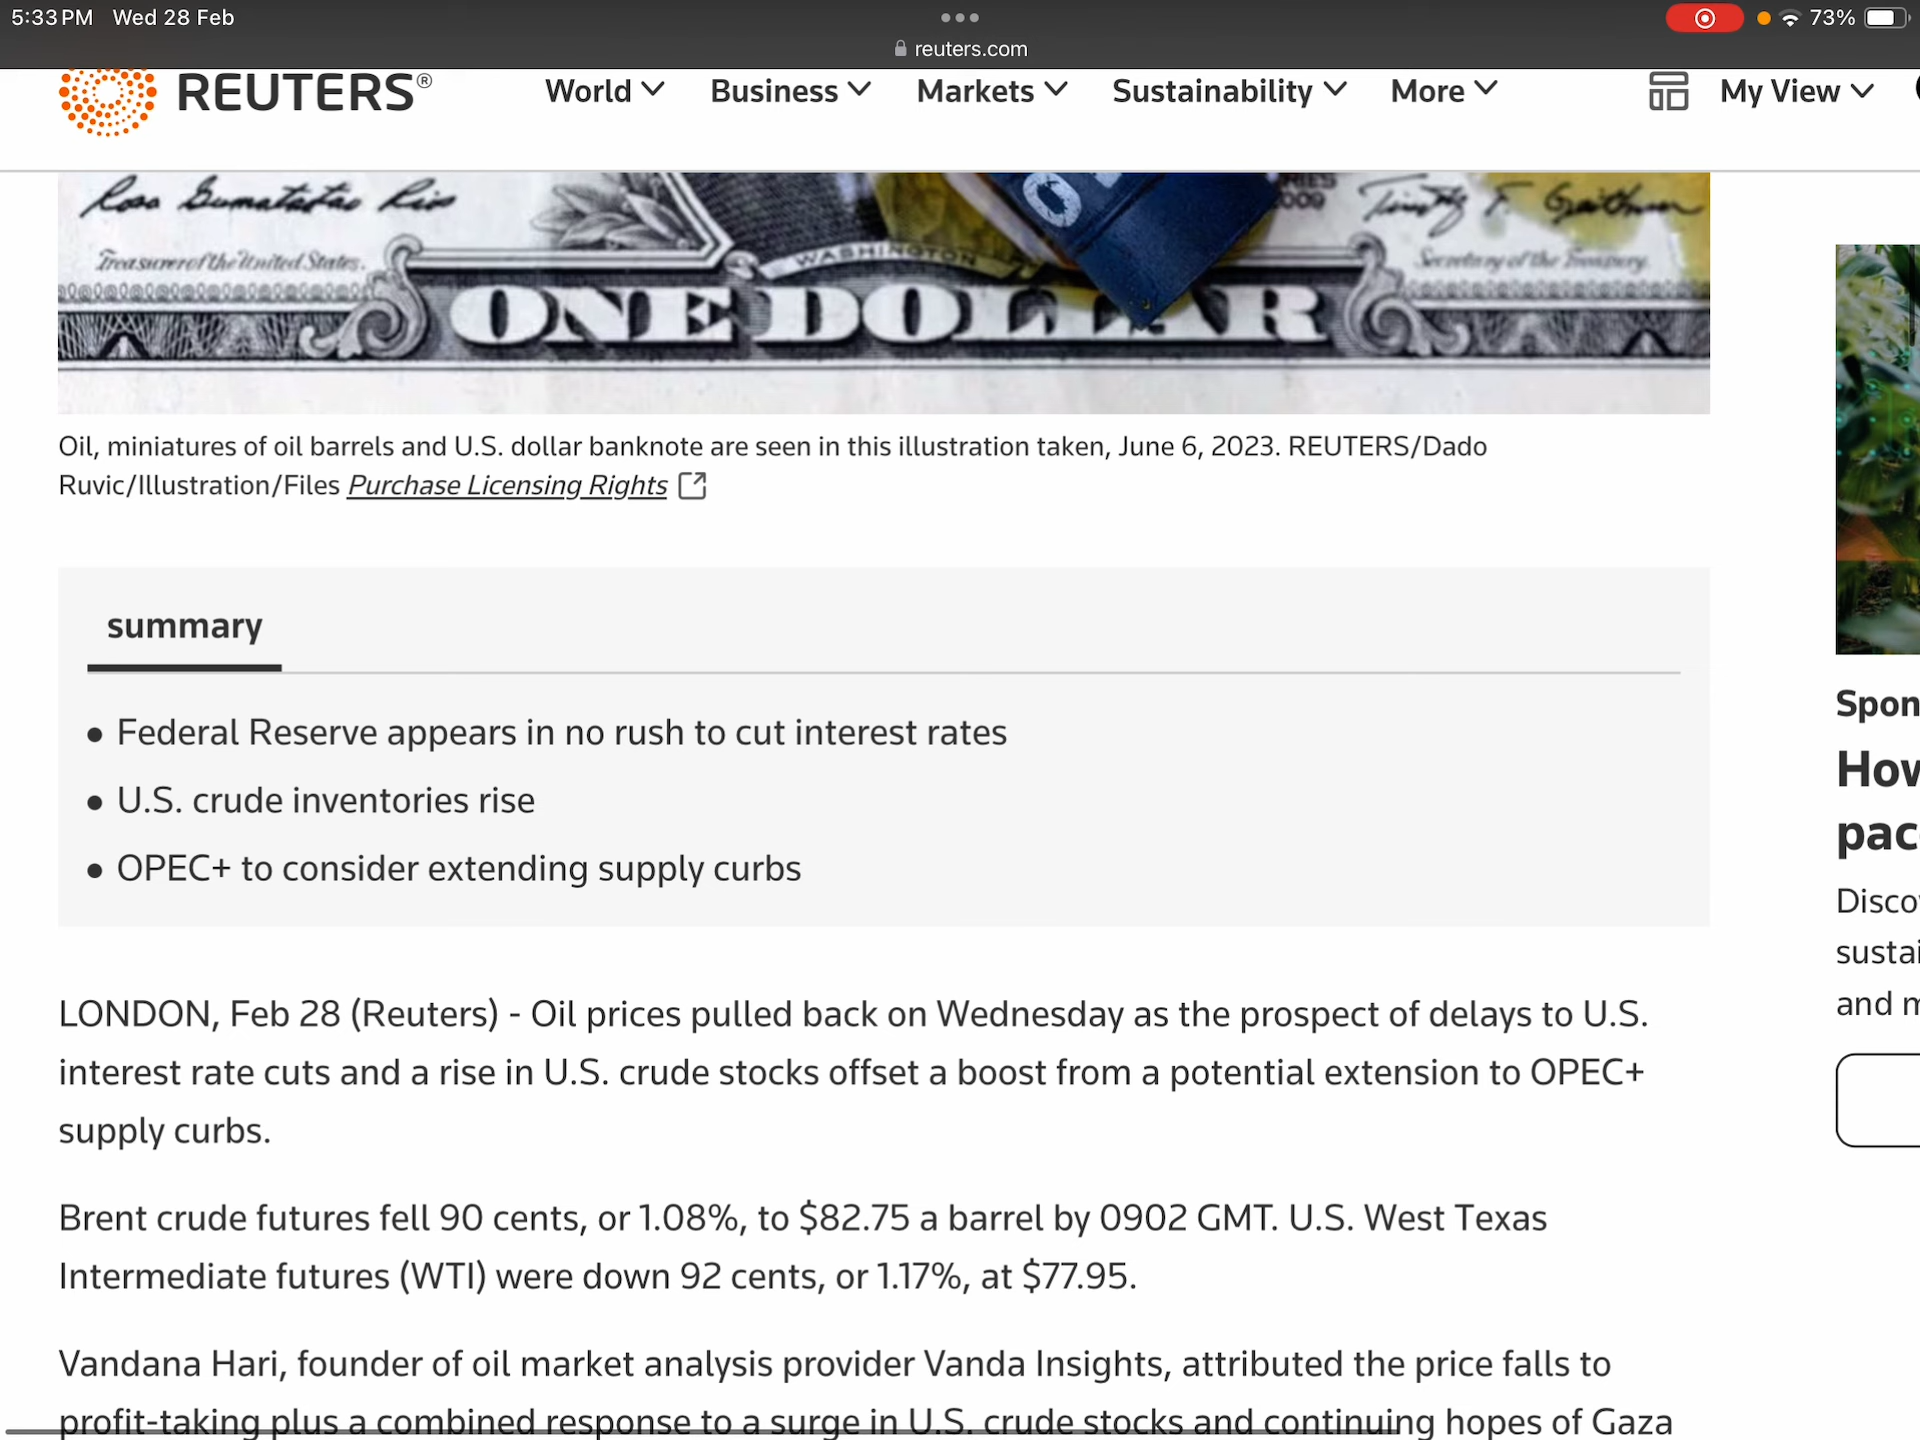 5:33 PM Wed 28 Feb
73%
reuters.com
REUTERS®
World Business Markets Sustainability More My View
Treasurer of the United States.
WASHINGTON
Secretary of the Treasury.
ONE DOLLAR
Oil, miniatures of oil barrels and U.S. dollar banknote are seen in this illustration taken, June 6, 2023. REUTERS/Dado
Ruvic/Illustration/Files Purchase Licensing Rights
summary
• Federal Reserve appears in no rush to cut interest rates
• U.S. crude inventories rise
• OPEC+ to consider extending supply curbs
LONDON, Feb 28 (Reuters) - Oil prices pulled back on Wednesday as the prospect of delays to U.S.
interest rate cuts and a rise in U.S. crude stocks offset a boost from a potential extension to OPEC+
supply curbs.
Brent crude futures fell 90 cents, or 1.08%, to $82.75 a barrel by 0902 GMT. U.S. West Texas
Intermediate futures (WTI) were down 92 cents, or 1.17%, at $77.95.
Vandana Hari, founder of oil market analysis provider Vanda Insights, attributed the price falls to
profit-taking plus a combined response to a surge in U.S. crude stocks and continuing hopes of Gaza
Spon
How
pac
Disco
sustai
and m